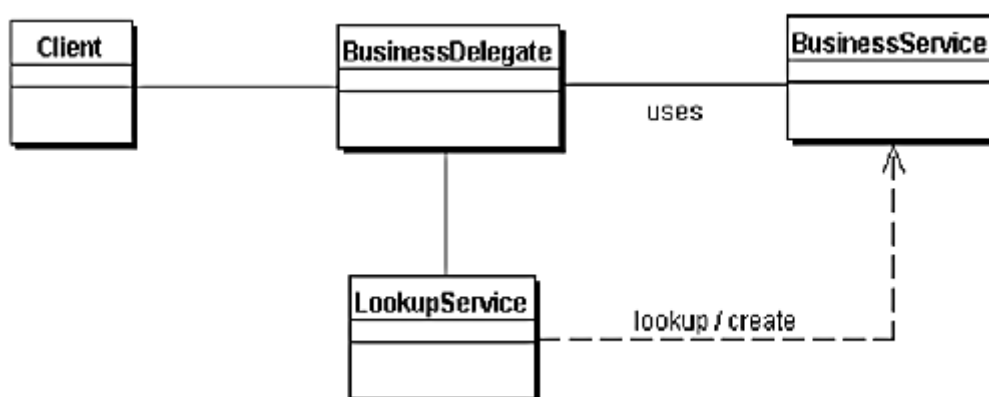 Client
BusinessDelegate
BusinessService
uses
LookupService
lookup / create